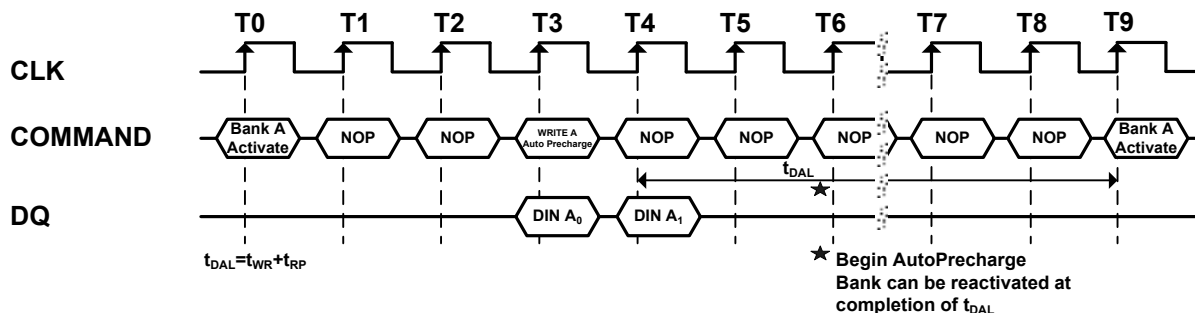 T0 T1 T2 T3 T4 T5 T6 T7 T8 T9
CLK
COMMAND
Bank A
Activate
NOP
NOP
WRITE A
Auto Precharge
NOP
NOP
NOP
NOP
NOP
Bank A
Activate
tDAL
DQ
DIN A0
DIN A1
tDAL=tWR+tRP
Begin AutoPrecharge
Bank can be reactivated at
completion of tDAL